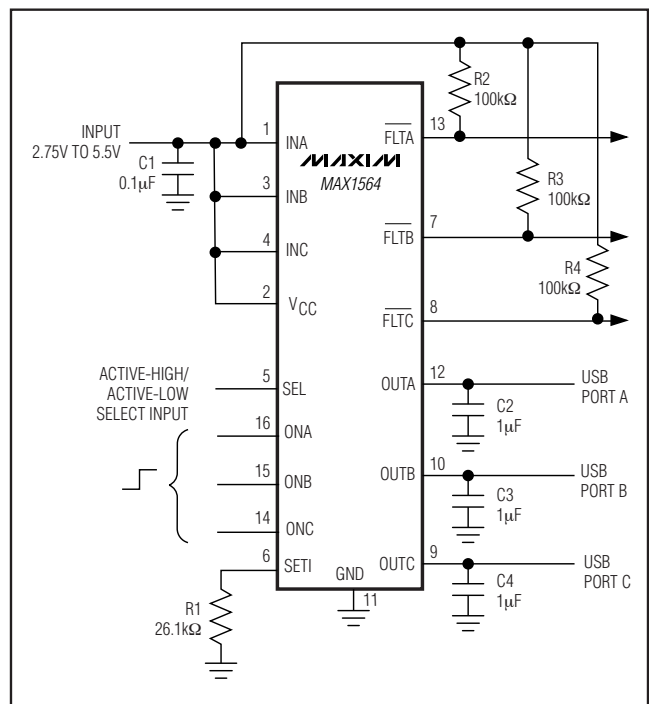 R2
100kΩ
INPUT
2.75V TO 5.5V
1
INA
FLTA
13
C1
0.1μF
MAXIM
MAX1564
3
INB
R3
100kΩ
4
INC
FLTB
7
2
VCC
R4
100kΩ
FLTC
8
ACTIVE-HIGH/
ACTIVE-LOW
SELECT INPUT
5
SEL
OUTA
12
USB
PORT A
C2
1μF
16
ONA
15
ONB
OUTB
10
USB
PORT B
C3
1μF
14
ONC
6
SETI
GND
11
OUTC
9
USB
PORT C
C4
1μF
R1
26.1kΩ